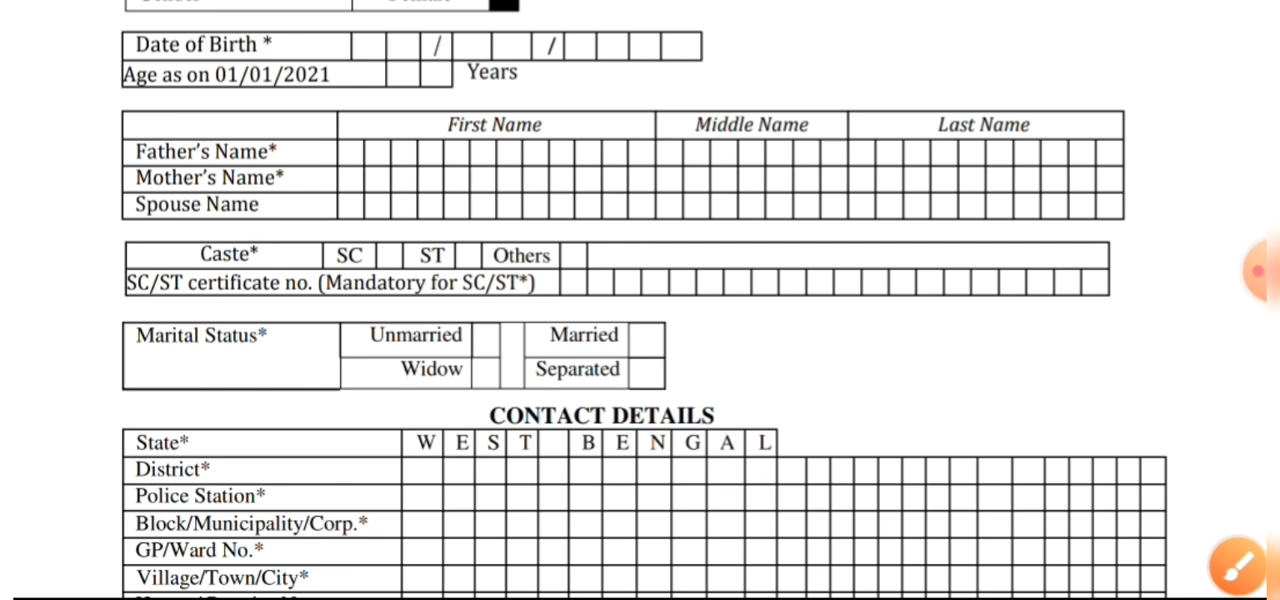 Date of Birth * / /
Age as on 01/01/2021 Years
First Name Middle Name Last Name
Father's Name*
Mother's Name*
Spouse Name
Caste* SC ST Others
SC/ST certificate no. (Mandatory for SC/ST*)
Marital Status* Unmarried Married
Widow Separated
CONTACT DETAILS
State* W E S T B E N G A L
District*
Police Station*
Block/Municipality/Corp.*
GP/Ward No.*
Village/Town/City*